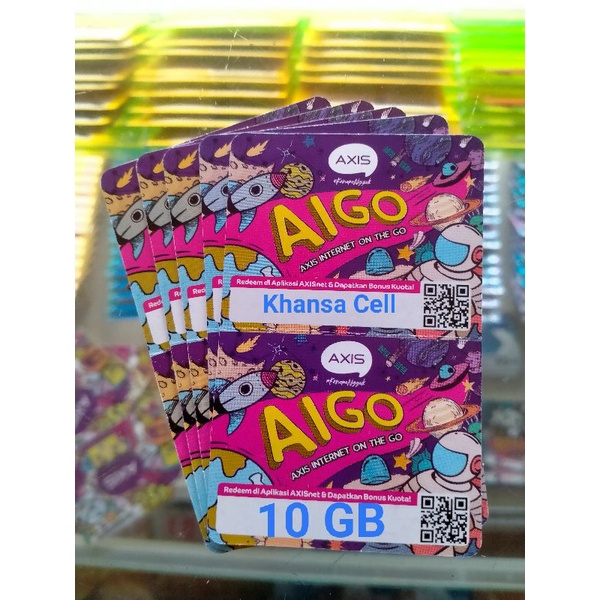 AXIS
AIGO
AXIS INTERNET ON THE GO
Redeem di Aplikasi AXISnet & Dapatkan Bonus Kuota!
Khansa Cell
AXIS
AIGO
AXIS INTERNET ON THE GO
Redeem di Aplikasi AXISnet & Dapatkan Bonus Kuota!
10 GB